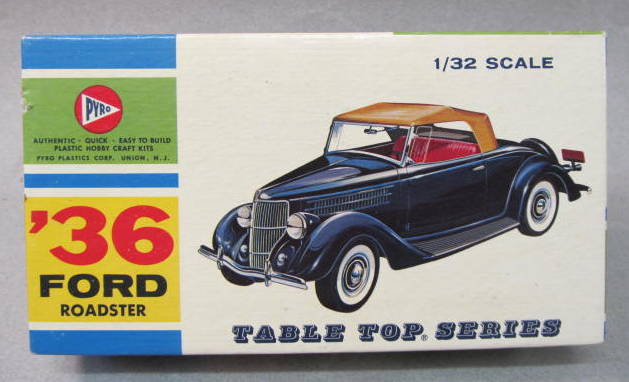 PYRO
AUTHENTIC · QUICK · EASY TO BUILD
PLASTIC HOBBY CRAFT KITS
PYRO PLASTICS CORP. UNION, N.J.
'36
FORD
ROADSTER
1/32 SCALE
TABLE TOP® SERIES